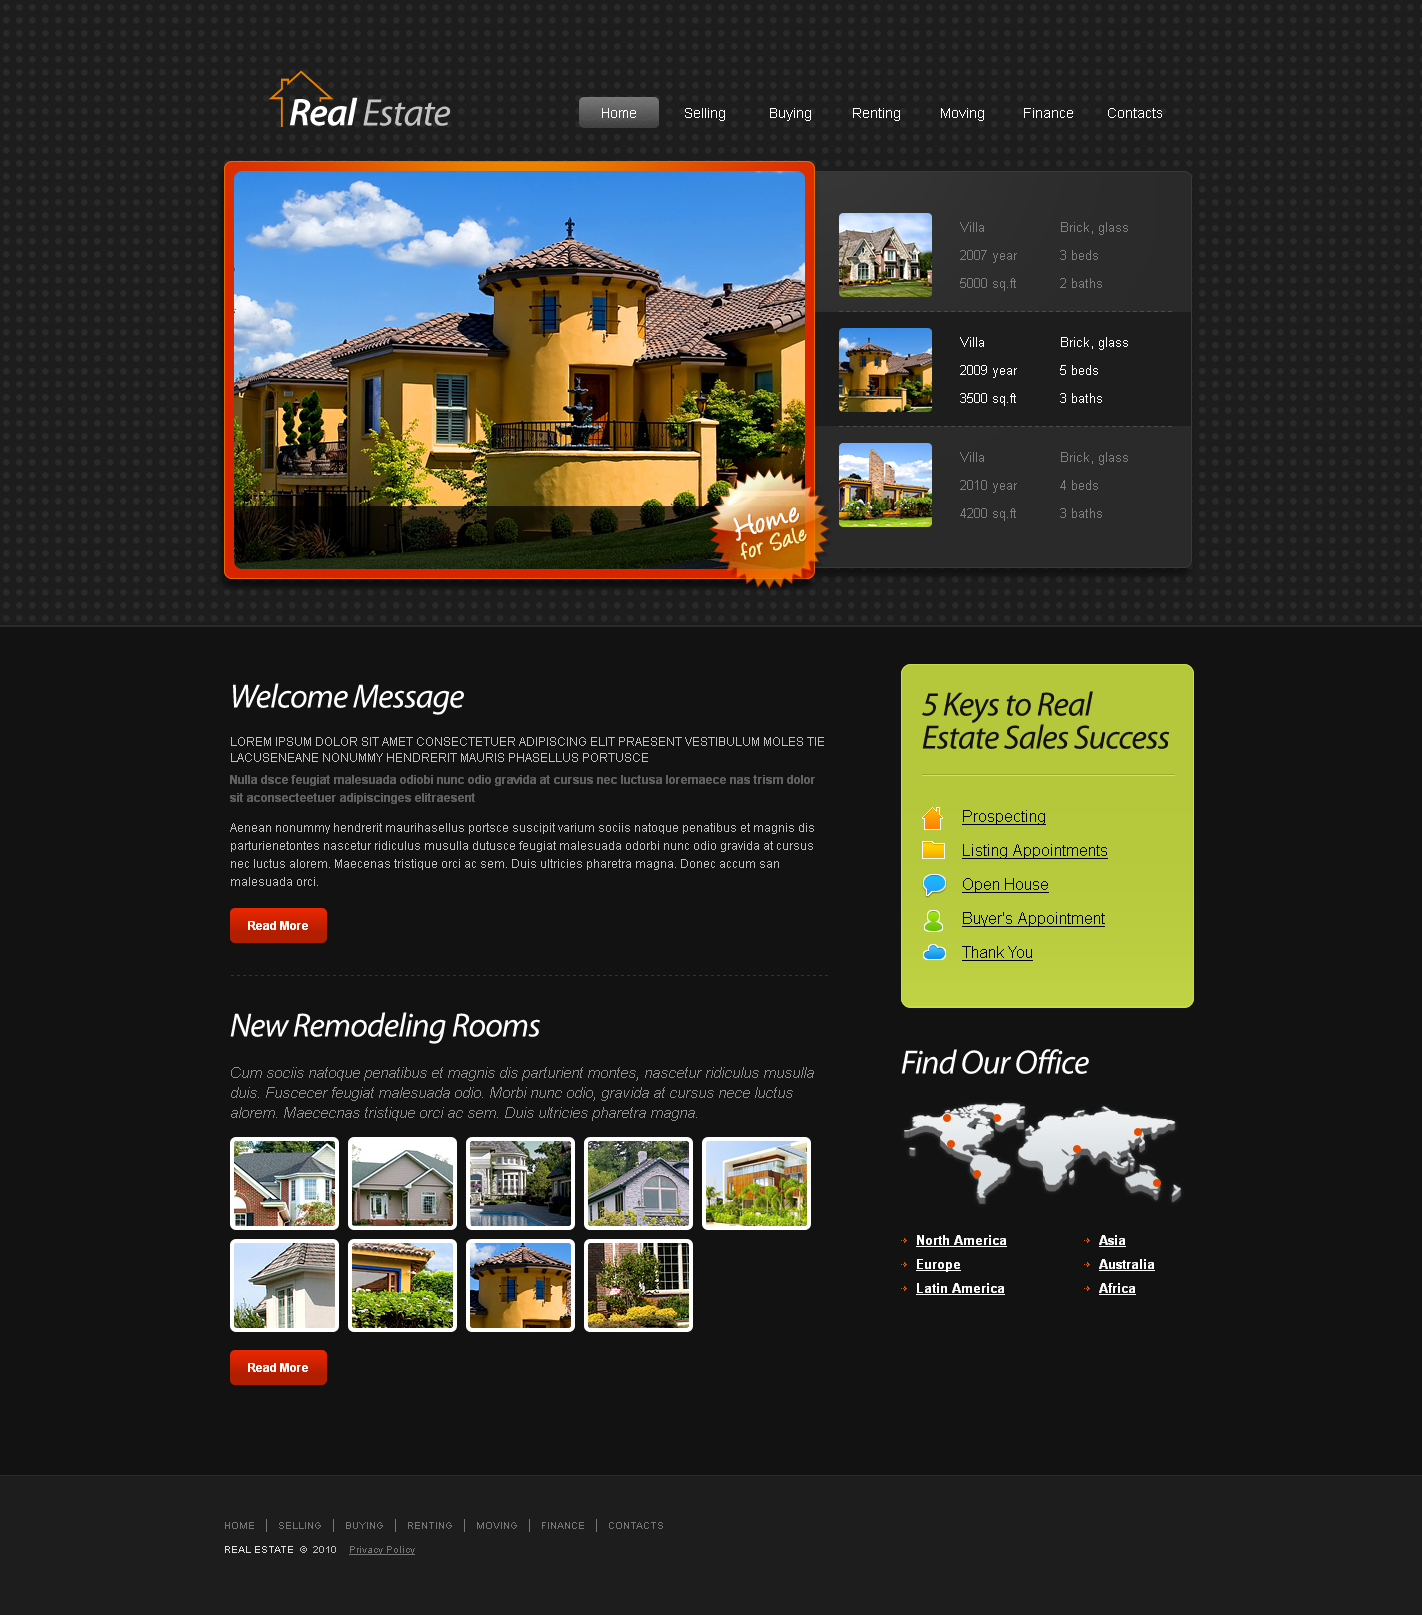 Real Estate
Home Selling Buying Renting Moving Finance Contacts
Villa Brick, glass
2007 year 3 beds
5000 sq.ft 2 baths
Villa Brick, glass
2009 year 5 beds
3500 sq.ft 3 baths
Villa Brick, glass
2010 year 4 beds
4200 sq.ft 3 baths
Home
for Sale
Welcome Message
LOREM IPSUM DOLOR SIT AMET CONSECTETUER ADIPISCING ELIT PRAESENT VESTIBULUM MOLES TIE
LACUSENEANE NONUMMY HENDRERIT MAURIS PHASELLUS PORTUSCE
Nulla dsce feugiat malesuada odiobi nunc odio gravida at cursus nec luctusa loremaece nas trism dolor
sit aconsecteetuer adipiscinges elitraesent
Aenean nonummy hendrerit maurihasellus portsce suscipit varium sociis natoque penatibus et magnis dis
parturienetontes nascetur ridiculus musulla dutusce feugiat malesuada odorbi nunc odio gravida at cursus
nec luctus alorem. Maecenas tristique orci ac sem. Duis ultricies pharetra magna. Donec accum san
malesuada orci.
Read More
New Remodeling Rooms
Cum sociis natoque penatibus et magnis dis parturient montes, nascetur ridiculus musulla
duis. Fuscecer feugiat malesuada odio. Morbi nunc odio, gravida at cursus nece luctus
alorem. Maececnas tristique orci ac sem. Duis ultricies pharetra magna.
Read More
5 Keys to Real
Estate Sales Success
Prospecting
Listing Appointments
Open House
Buyer's Appointment
Thank You
Find Our Office
North America Asia
Europe Australia
Latin America Africa
HOME SELLING BUYING RENTING MOVING FINANCE CONTACTS
REAL ESTATE © 2010 Privacy Policy